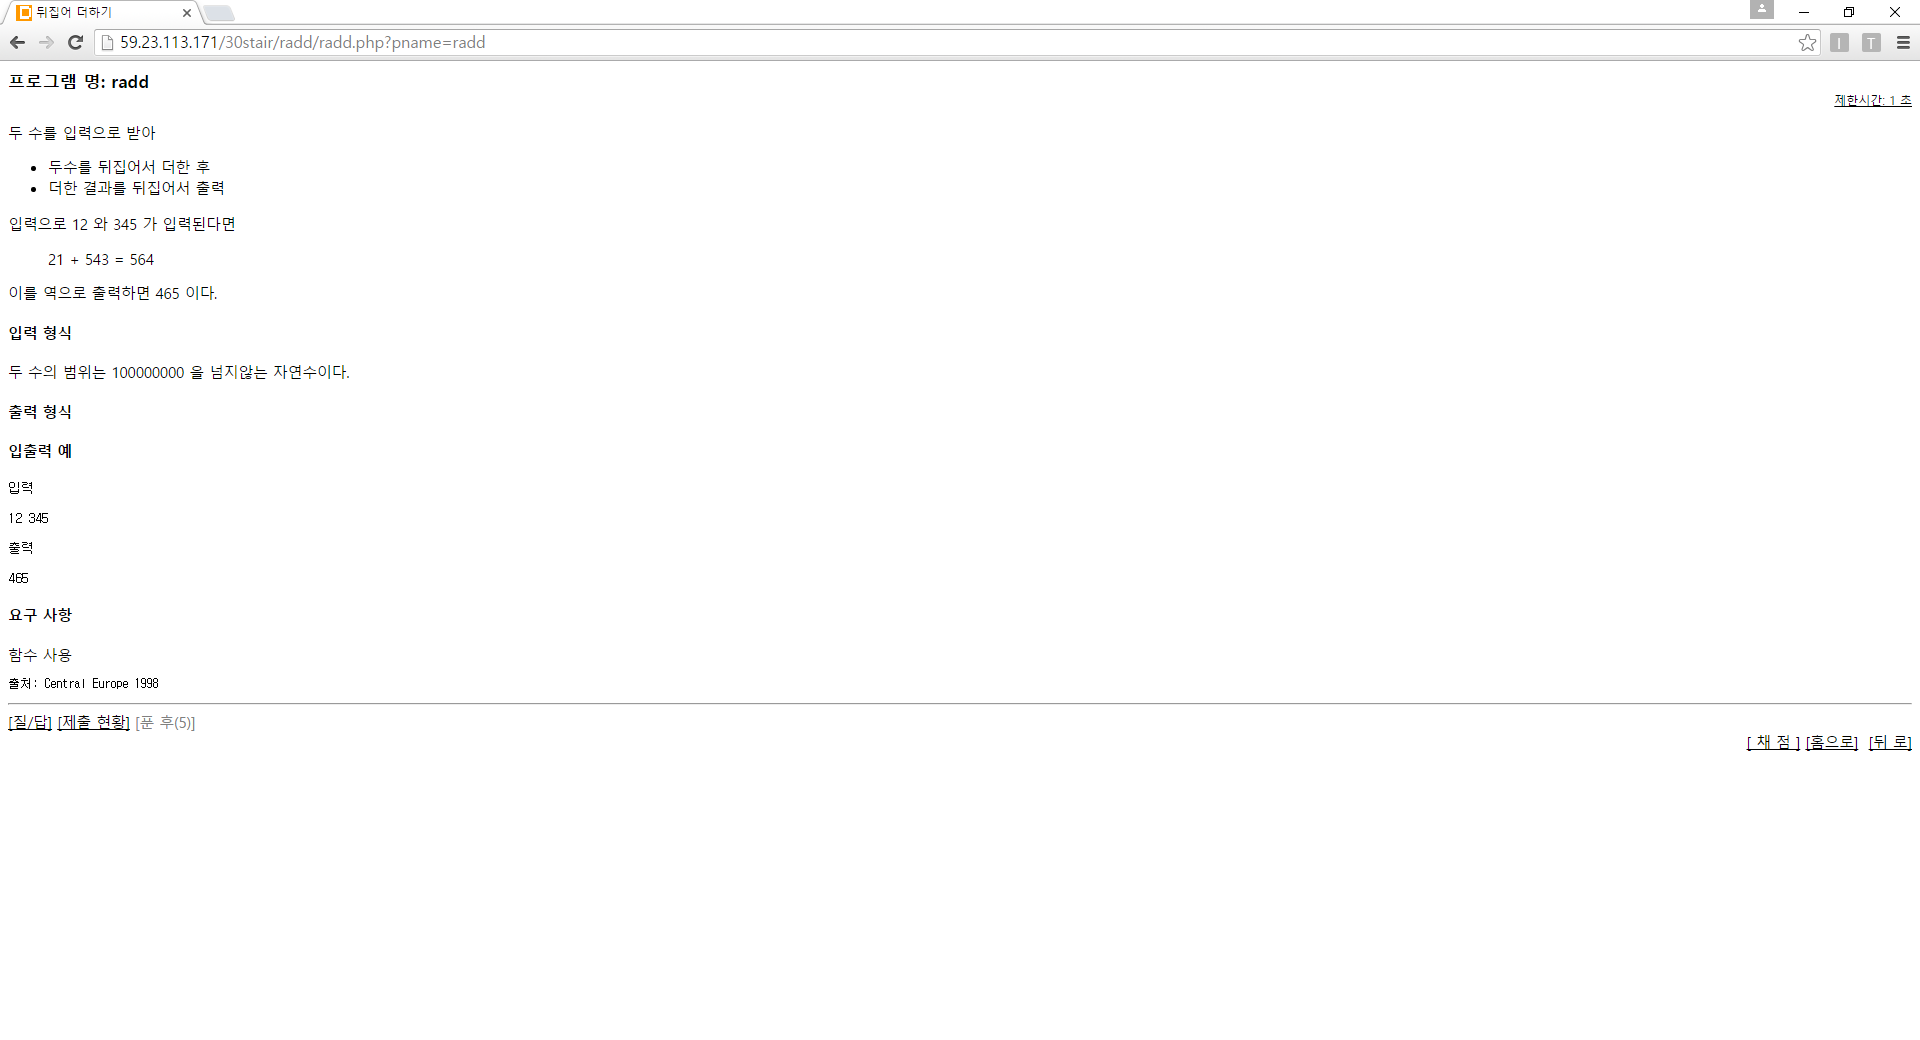 뒤집어 더하기
59.23.113.171/30stair/radd/radd.php?pname=radd
I T
프로그램 명: radd
제한시간: 1 초
두 수를 입력으로 받아
• 두수를 뒤집어서 더한 후
• 더한 결과를 뒤집어서 출력
입력으로 12 와 345 가 입력된다면
21 + 543 = 564
이를 역으로 출력하면 465 이다.
입력 형식
두 수의 범위는 100000000 을 넘지않는 자연수이다.
출력 형식
입출력 예
입력
12 345
출력
465
요구 사항
함수 사용
출처: Central Europe 1998
[질/답] [제출 현황] [푼 후(5)]
[ 채 점 ] [홈으로] [뒤 로]